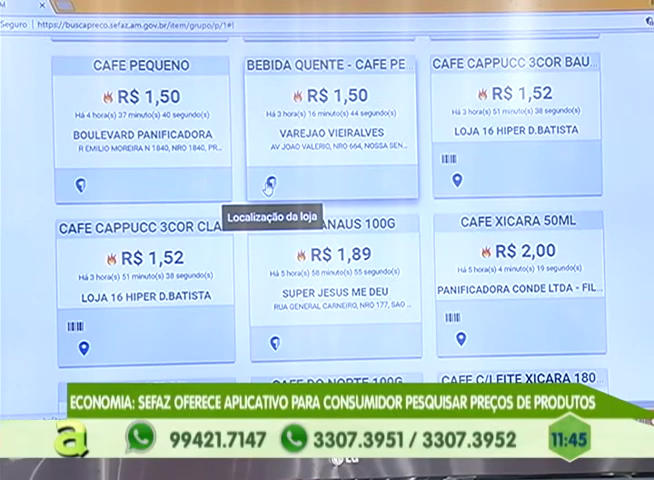 Seguro https://buscapreco.sefaz.am.gov.br/item/grupo/p/1#!
CAFE PEQUENO
R$ 1,50
Há 4 hora(s) 37 minuto(s) 40 segundo(s)
BOULEVARD PANIFICADORA
R EMILIO MOREIRA N 1840, NRO 1840, PR...
BEBIDA QUENTE - CAFE PE...
R$ 1,50
Há 3 hora(s) 16 minuto(s) 44 segundo(s)
VAREJAO VIEIRALVES
AV JOAO VALERIO, NRO 664, NOSSA SEN...
CAFE CAPPUCC 3COR BAU...
R$ 1,52
Há 3 hora(s) 51 minuto(s) 38 segundo(s)
LOJA 16 HIPER D.BATISTA
Localização da loja
CAFE CAPPUCC 3COR CLA
R$ 1,52
Há 3 hora(s) 51 minuto(s) 38 segundo(s)
LOJA 16 HIPER D.BATISTA
ANAUS 100G
R$ 1,89
Há 5 hora(s) 58 minuto(s) 55 segundo(s)
SUPER JESUS ME DEU
RUA GENERAL CARNEIRO, NRO 177, SAO ...
CAFE XICARA 50ML
R$ 2,00
Há 5 hora(s) 4 minuto(s) 19 segundo(s)
PANIFICADORA CONDE LTDA - FIL...
CAFE DO NORTE 100G
CAFE C/LEITE XICARA 180
ECONOMIA: SEFAZ OFERECE APLICATIVO PARA CONSUMIDOR PESQUISAR PREÇOS DE PRODUTOS
a 99421.7147 3307.3951 / 3307.3952 11:45
LG